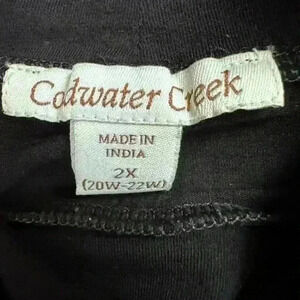 Coldwater Creek
MADE IN
INDIA
2X
(20W-22W)